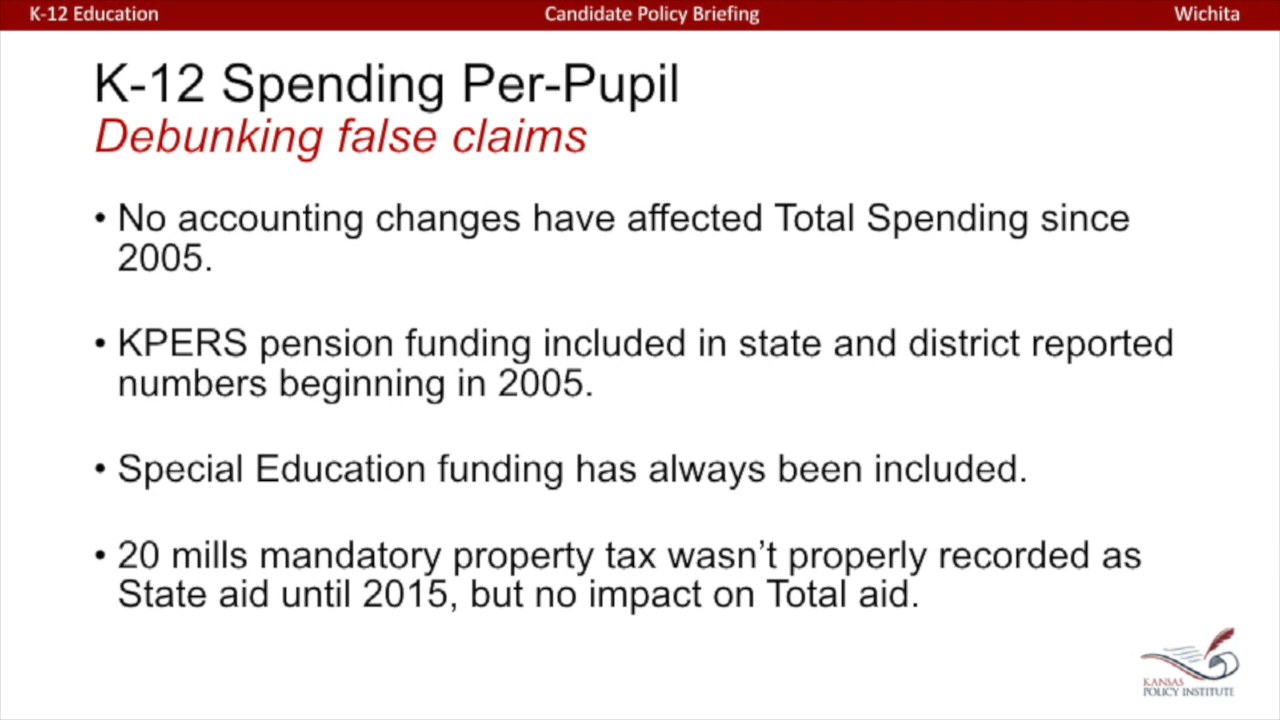 K-12 Education
Candidate Policy Briefing
Wichita
K-12 Spending Per-Pupil
Debunking false claims
• No accounting changes have affected Total Spending since
2005.
• KPERS pension funding included in state and district reported
numbers beginning in 2005.
• Special Education funding has always been included.
• 20 mills mandatory property tax wasn’t properly recorded as
State aid until 2015, but no impact on Total aid.
KANSAS
POLICY INSTITUTE